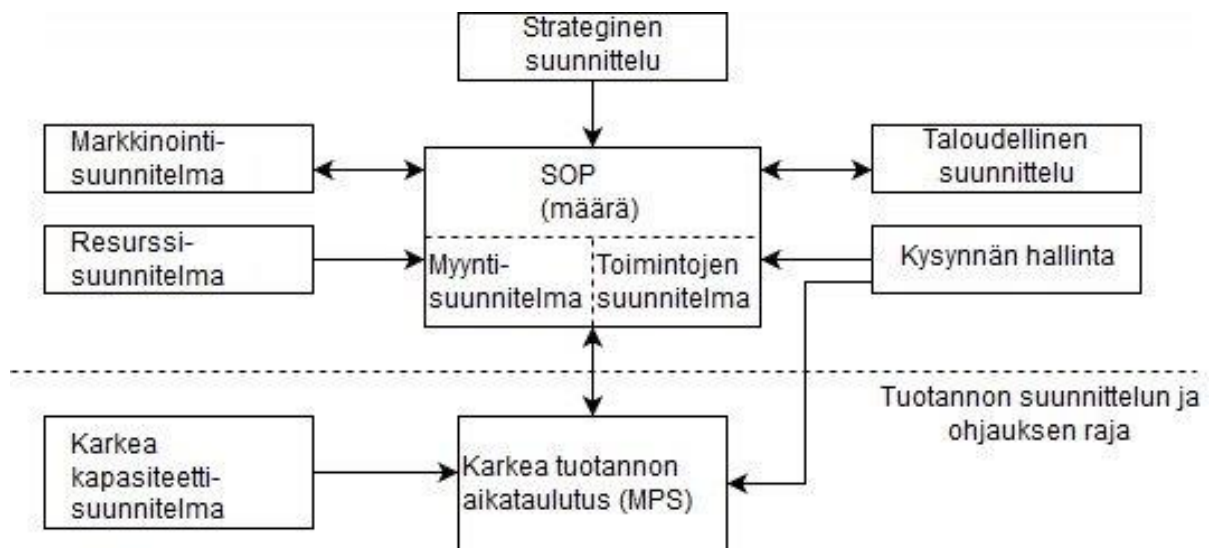 Strateginen
suunnittelu
Markkinointi-
suunnitelma
SOP
(määrä)
Taloudellinen
suunnittelu
Resurssi-
suunnitelma
Myynti-
suunnitelma
Toimintojen
suunnitelma
Kysynnän hallinta
Tuotannon suunnittelun ja
ohjauksen raja
Karkea
kapasiteetti-
suunnitelma
Karkea tuotannon
aikataulutus (MPS)